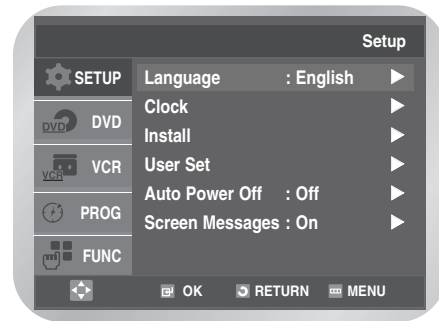 Setup
SETUP
DVD DVD
VCR VCR
PROG
FUNC
Language : English
Clock
Install
User Set
Auto Power Off : Off
Screen Messages : On
OK RETURN MENU